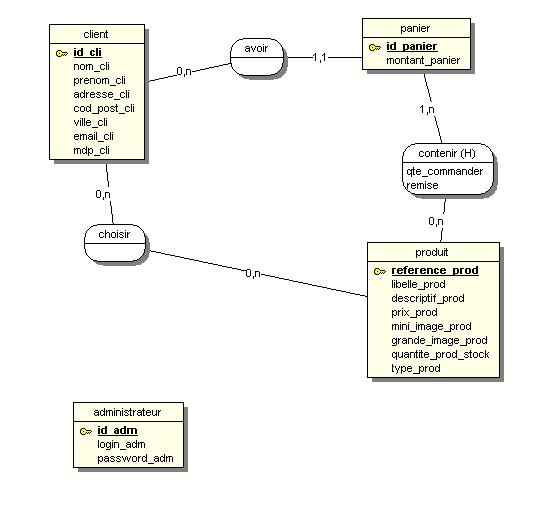 client
id_cli
nom_cli
prenom_cli
adresse_cli
cod_post_cli
ville_cli
email_cli
mdp_cli
0,n
avoir
1,1
panier
id_panier
montant_panier
1,n
contenir (H)
qte_commander
remise
0,n
0,n
choisir
0,n
produit
reference_prod
libelle_prod
descriptif_prod
prix_prod
mini_image_prod
grande_image_prod
quantite_prod_stock
type_prod
administrateur
id_adm
login_adm
password_adm